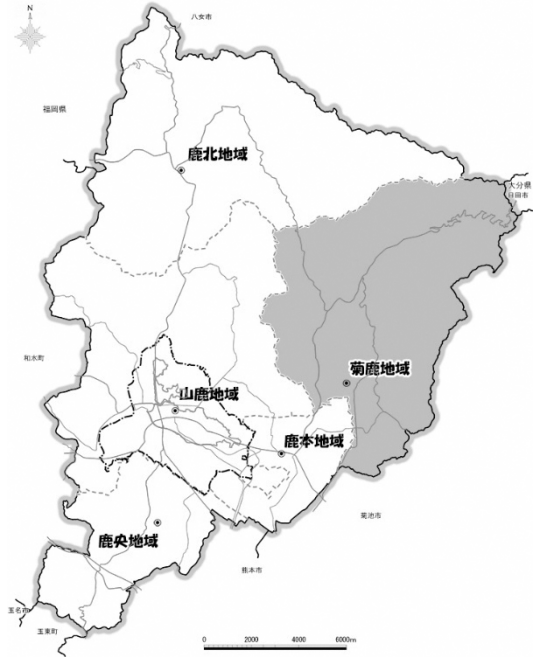 N
八女市
福岡県
鹿北地域
大分県
日田市
和水町
菊鹿地域
山鹿地域
鹿本地域
菊池市
鹿央地域
熊本市
玉名市
玉東町
0 2000 4000 6000m